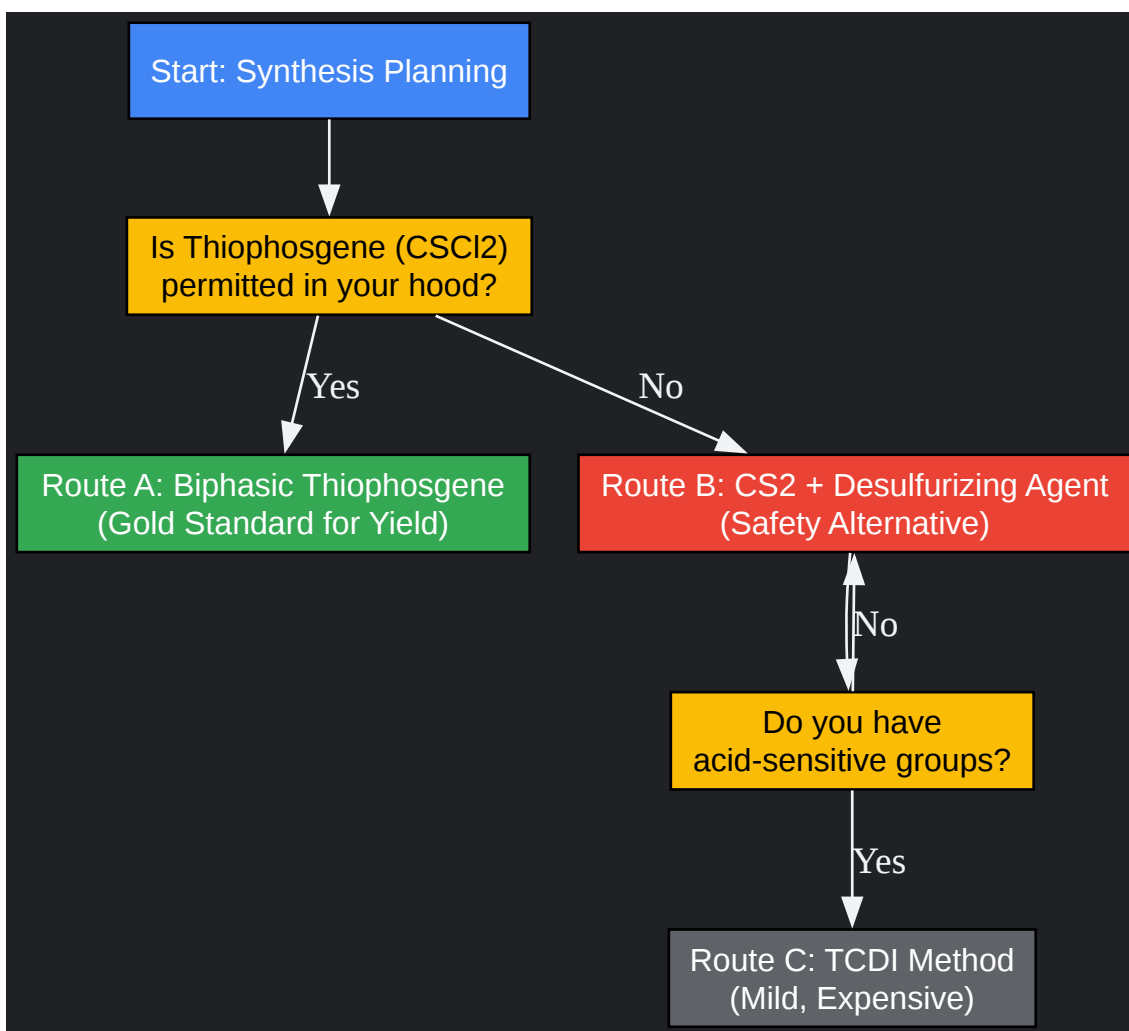 Start: Synthesis Planning
Is Thiophosgene (CSCl2)
permitted in your hood?
Yes
No
Route A: Biphasic Thiophosgene
(Gold Standard for Yield)
Route B: CS2 + Desulfurizing Agent
(Safety Alternative)
No
Do you have
acid-sensitive groups?
Yes
Route C: TCDI Method
(Mild, Expensive)